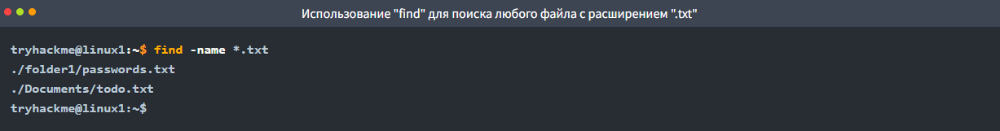 Использование "find" для поиска любого файла с расширением ".txt"
tryhackme@linux1:~$ find -name *.txt
./folder1/passwords.txt
./Documents/todo.txt
tryhackme@linux1:~$